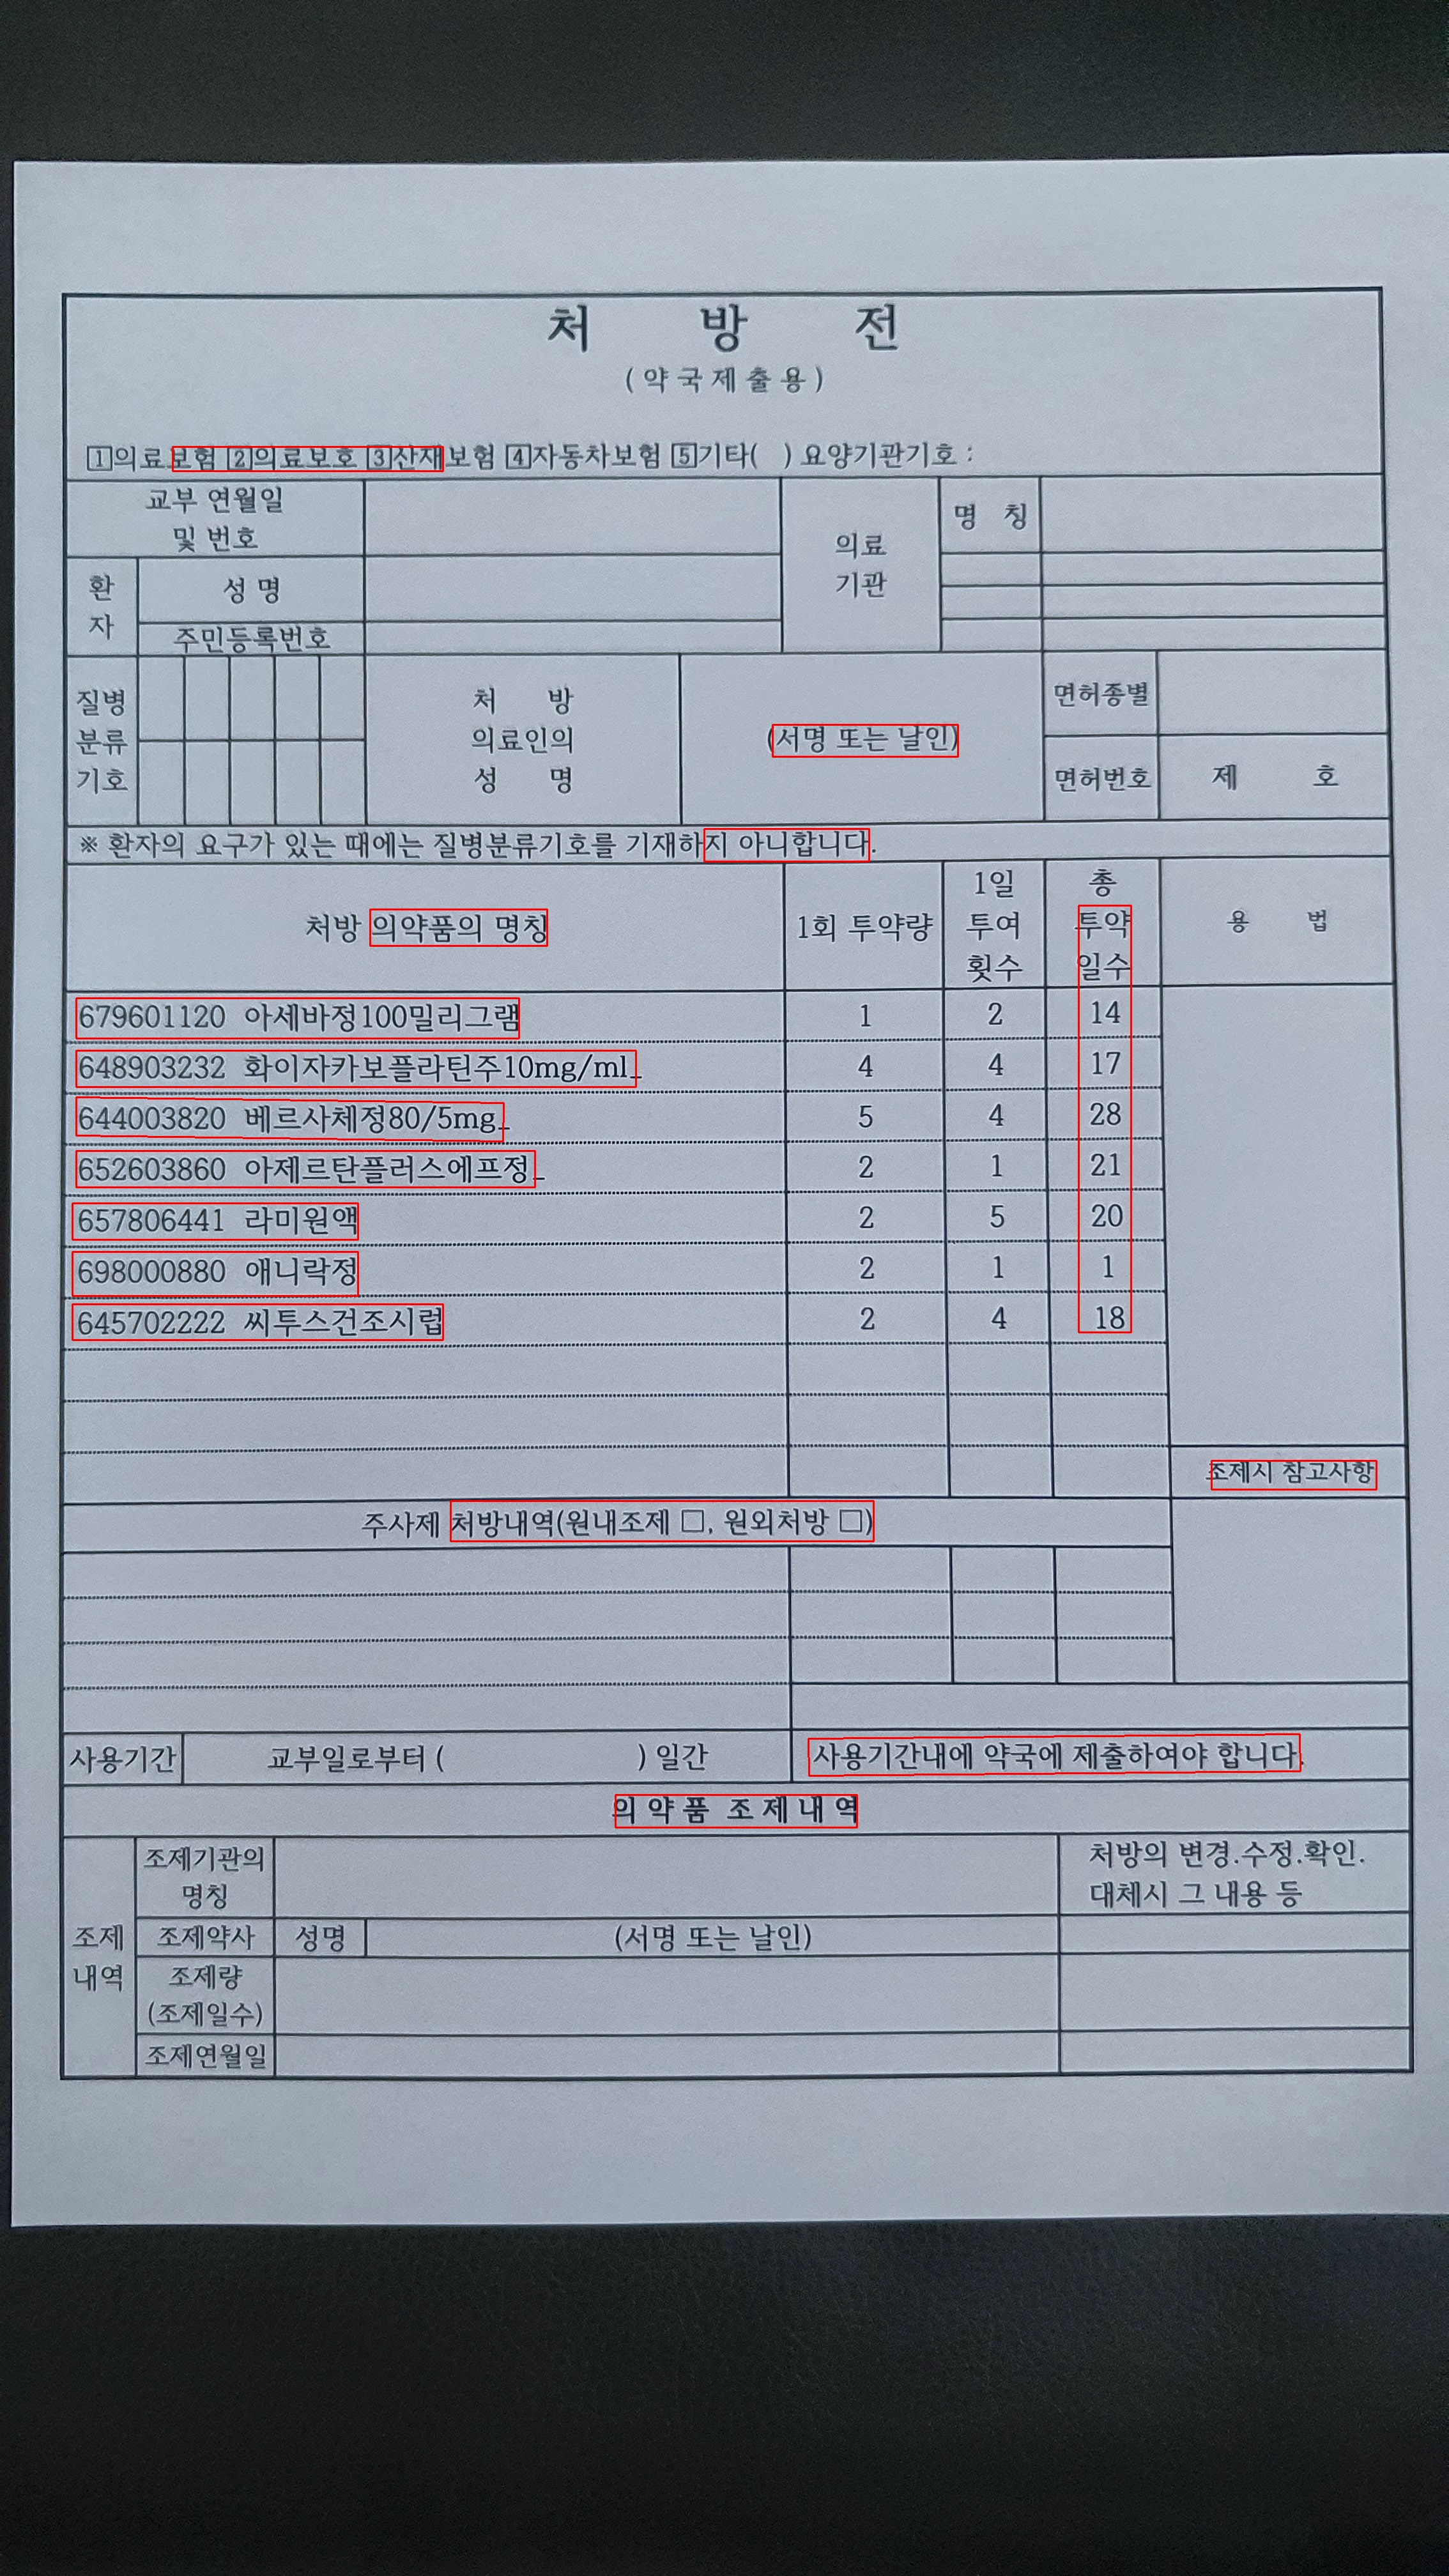 처 방 전
(약국제출용)
1의료보험 2의료보호 3산재보험 4자동차보험 5기타( ) 요양기관기호 :
교부 연월일
및 번호
의료
기관
명 칭
환
자
성 명
주민등록번호
질병
분류
기호
처 방
의료인의
성 명
(서명 또는 날인)
면허종별
면허번호
제 호
※ 환자의 요구가 있는 때에는 질병분류기호를 기재하지 아니합니다.
처방 의약품의 명칭
1회 투약량
1일
투여
횟수
총
투약
일수
용 법
679601120 아세바정100밀리그램 1 2 14
648903232 화이자카보플라틴주10mg/ml_ 4 4 17
644003820 베르사체정80/5mg_ 5 4 28
652603860 아제르탄플러스에프정_ 2 1 21
657806441 라미원액 2 5 20
698000880 애니락정 2 1 1
645702222 씨투스건조시럽 2 4 18
조제시 참고사항
주사제 처방내역(원내조제 □, 원외처방 □)
사용기간
교부일로부터 ( ) 일간
사용기간내에 약국에 제출하여야 합니다.
의 약 품 조 제 내 역
조제
내역
조제기관의
명칭
처방의 변경.수정.확인.
대체시 그 내용 등
조제약사
성명
(서명 또는 날인)
조제량
(조제일수)
조제연월일